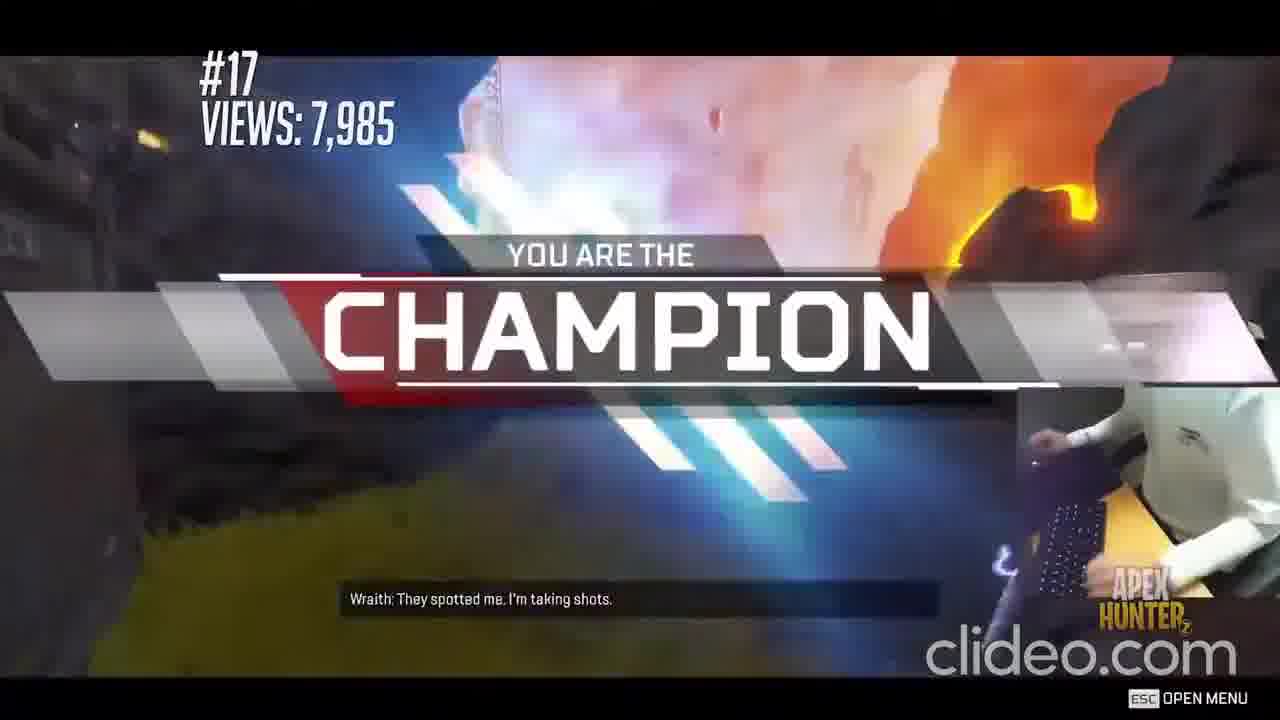 #17
VIEWS: 7,985
YOU ARE THE
CHAMPION
Wraith: They spotted me. I'm taking shots.
APEX
HUNTERZ
clideo.com
ESC OPEN MENU